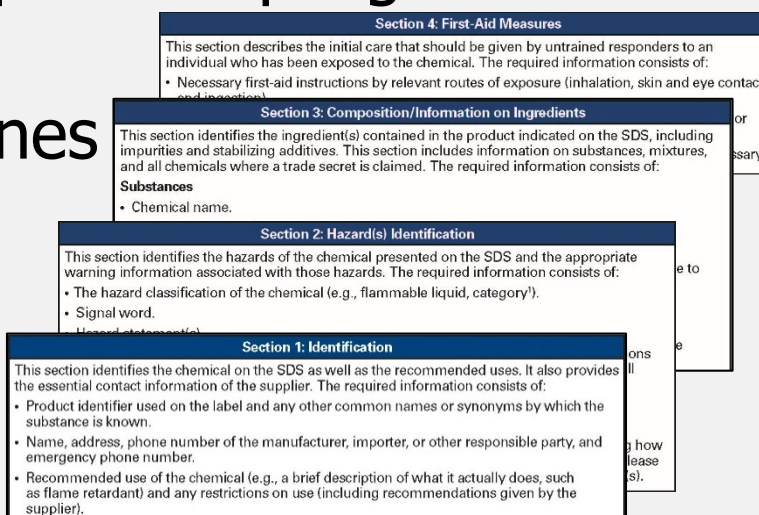 nes
Section 4: First-Aid Measures
This section describes the initial care that should be given by untrained responders to an
individual who has been exposed to the chemical. The required information consists of:
• Necessary first-aid instructions by relevant routes of exposure (inhalation, skin and eye contac
or
ssary
Section 3: Composition/Information on Ingredients
This section identifies the ingredient(s) contained in the product indicated on the SDS, including
impurities and stabilizing additives. This section includes information on substances, mixtures,
and all chemicals where a trade secret is claimed. The required information consists of:
Substances
• Chemical name.
e to
e
Section 2: Hazard(s) Identification
This section identifies the hazards of the chemical presented on the SDS and the appropriate
warning information associated with those hazards. The required information consists of:
• The hazard classification of the chemical (e.g., flammable liquid, category¹).
• Signal word.
• Hazard statement(s)
ons
ll
g how
lease
(s).
Section 1: Identification
This section identifies the chemical on the SDS as well as the recommended uses. It also provides
the essential contact information of the supplier. The required information consists of:
• Product identifier used on the label and any other common names or synonyms by which the
substance is known.
• Name, address, phone number of the manufacturer, importer, or other responsible party, and
emergency phone number.
• Recommended use of the chemical (e.g., a brief description of what it actually does, such
as flame retardant) and any restrictions on use (including recommendations given by the
supplier).